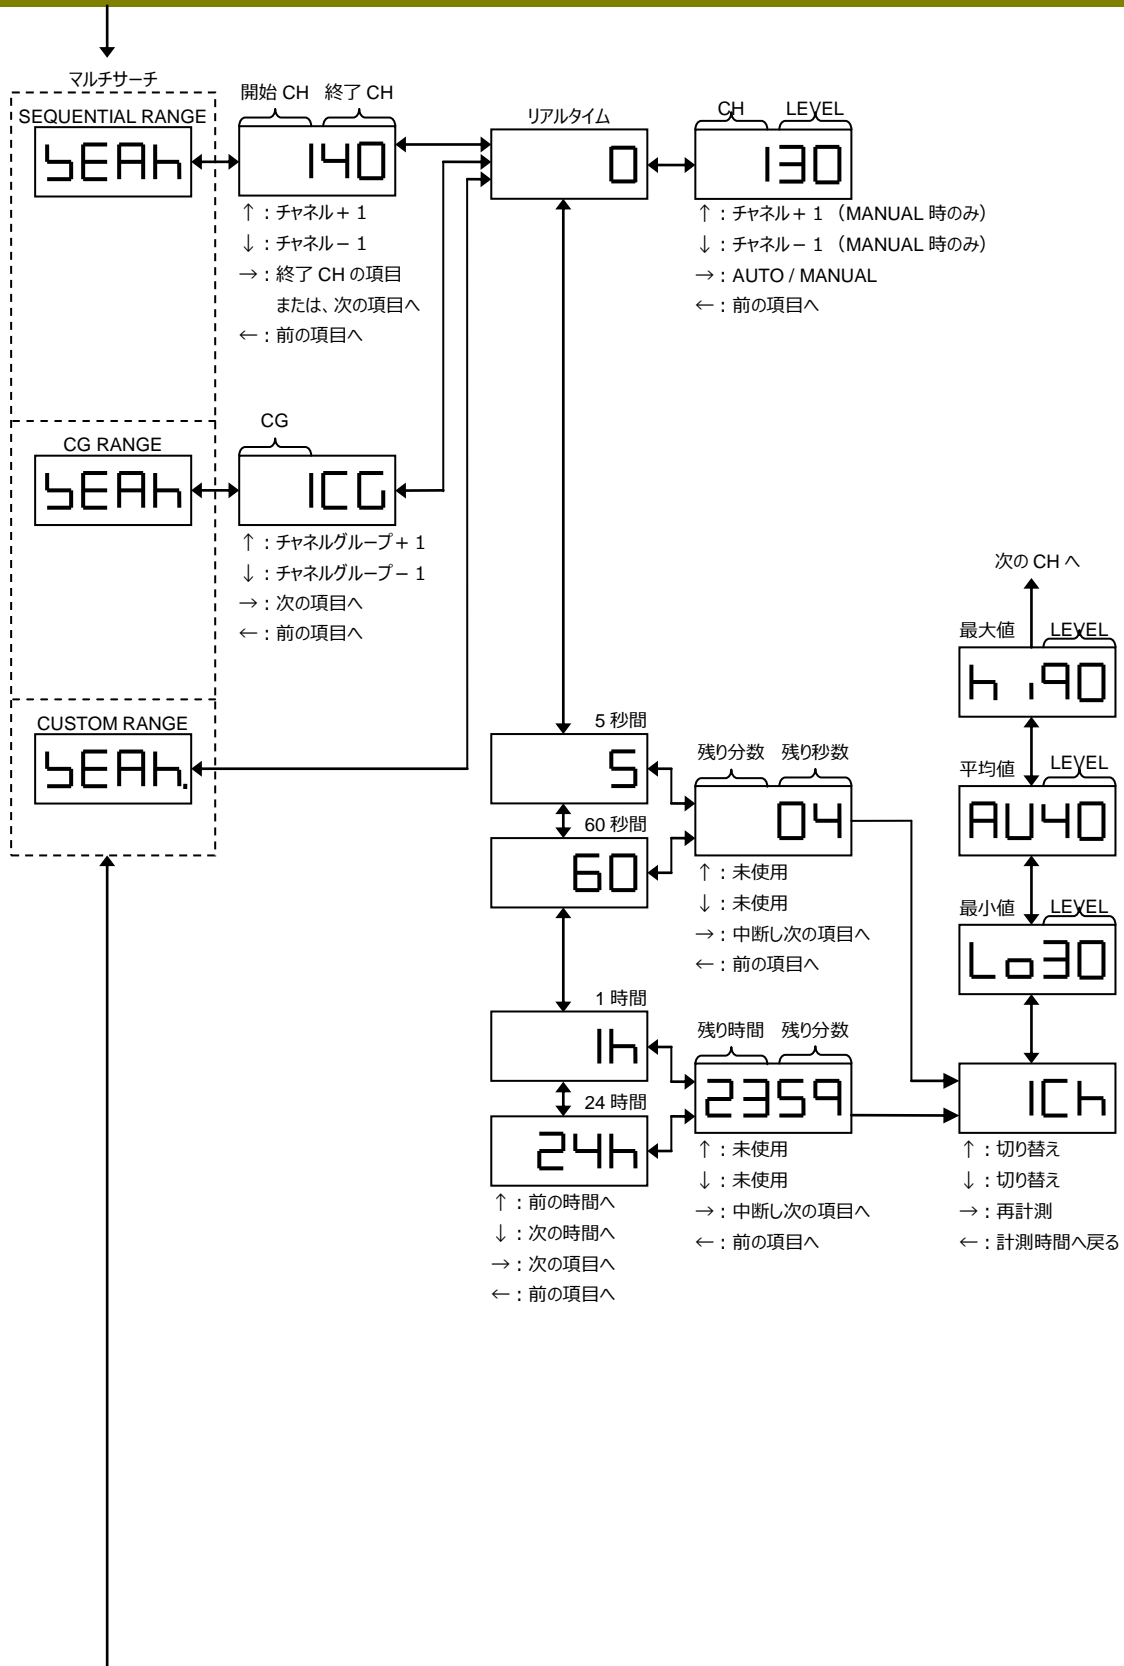 マルチサーチ
SEQUENTIAL RANGE
SEAh
開始 CH　終了 CH
140
↑：チャネル＋ 1
↓：チャネル－ 1
→：終了 CH の項目
または、次の項目へ
←：前の項目へ
リアルタイム
0
CH　LEVEL
130
↑：チャネル＋ 1 （MANUAL 時のみ）
↓：チャネル－ 1 （MANUAL 時のみ）
→：AUTO / MANUAL
←：前の項目へ
CG RANGE
SEAh
CG
1CG
↑：チャネルグループ＋ 1
↓：チャネルグループ－ 1
→：次の項目へ
←：前の項目へ
CUSTOM RANGE
SEAh.
5 秒間
5
60 秒間
60
残り分数　残り秒数
04
↑：未使用
↓：未使用
→：中断し次の項目へ
←：前の項目へ
1 時間
1h
24 時間
24h
↑：前の時間へ
↓：次の時間へ
→：次の項目へ
←：前の項目へ
残り時間　残り分数
2359
↑：未使用
↓：未使用
→：中断し次の項目へ
←：前の項目へ
次の CH へ
最大値　LEVEL
hi90
平均値　LEVEL
AU40
最小値　LEVEL
Lo30
1Ch
↑：切り替え
↓：切り替え
→：再計測
←：計測時間へ戻る